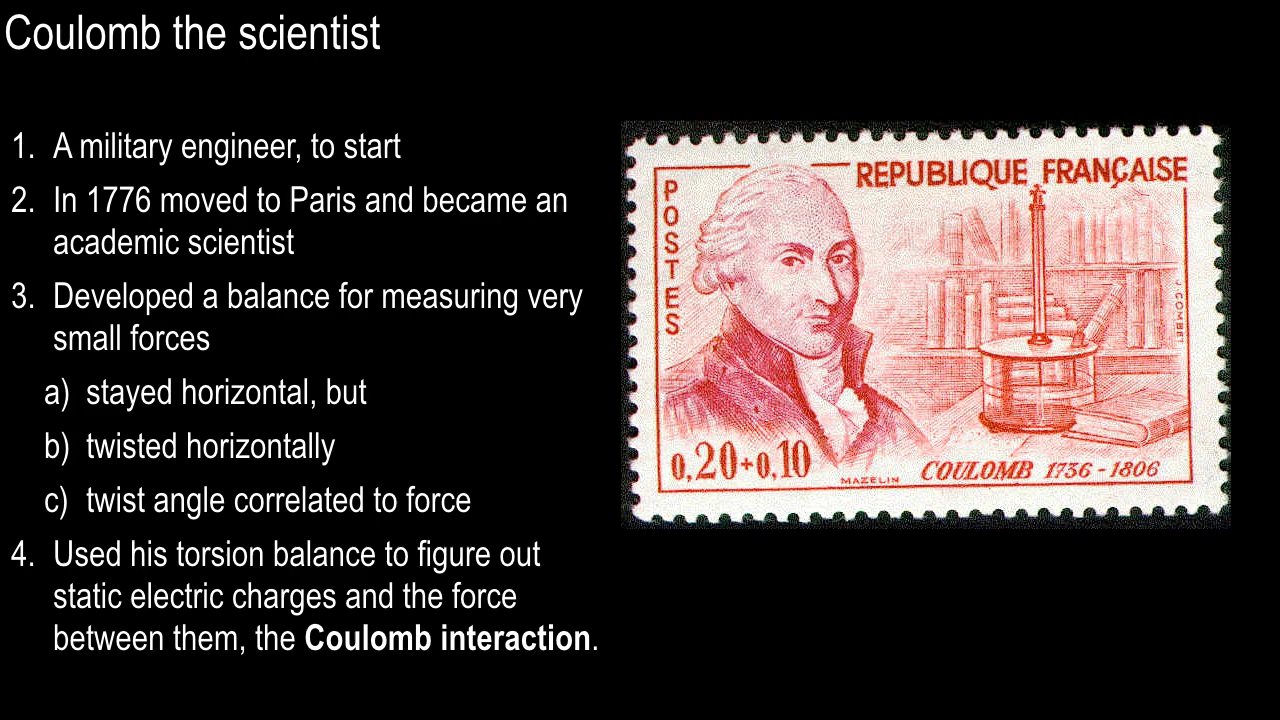 Coulomb the scientist
1. A military engineer, to start
2. In 1776 moved to Paris and became an
academic scientist
3. Developed a balance for measuring very
small forces
a) stayed horizontal, but
b) twisted horizontally
c) twist angle correlated to force
4. Used his torsion balance to figure out
static electric charges and the force
between them, the Coulomb interaction.
POSTES
REPUBLIQUE FRANÇAISE
J. COMBET
0,20+0,10
MAZELIN
COULOMB 1736 - 1806